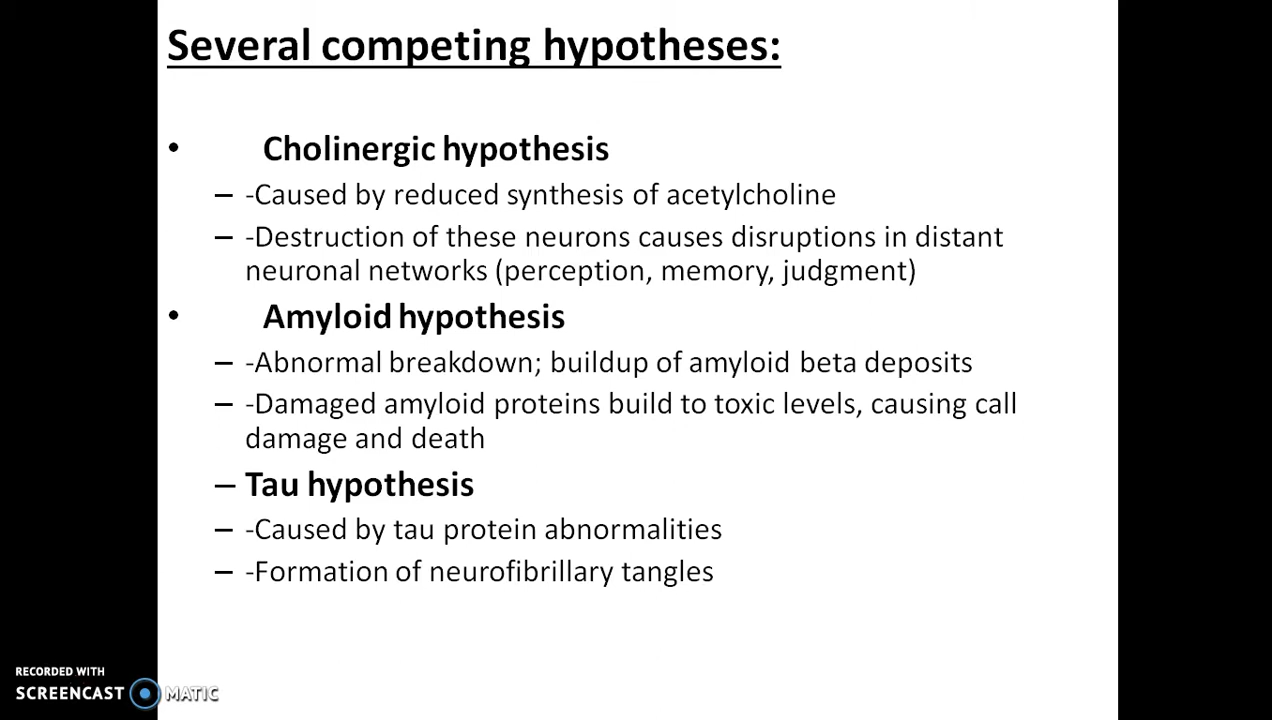 Several competing hypotheses:
• Cholinergic hypothesis
– -Caused by reduced synthesis of acetylcholine
– -Destruction of these neurons causes disruptions in distant
neuronal networks (perception, memory, judgment)
• Amyloid hypothesis
– -Abnormal breakdown; buildup of amyloid beta deposits
– -Damaged amyloid proteins build to toxic levels, causing call
damage and death
– Tau hypothesis
– -Caused by tau protein abnormalities
– -Formation of neurofibrillary tangles
RECORDED WITH
SCREENCAST MATIC